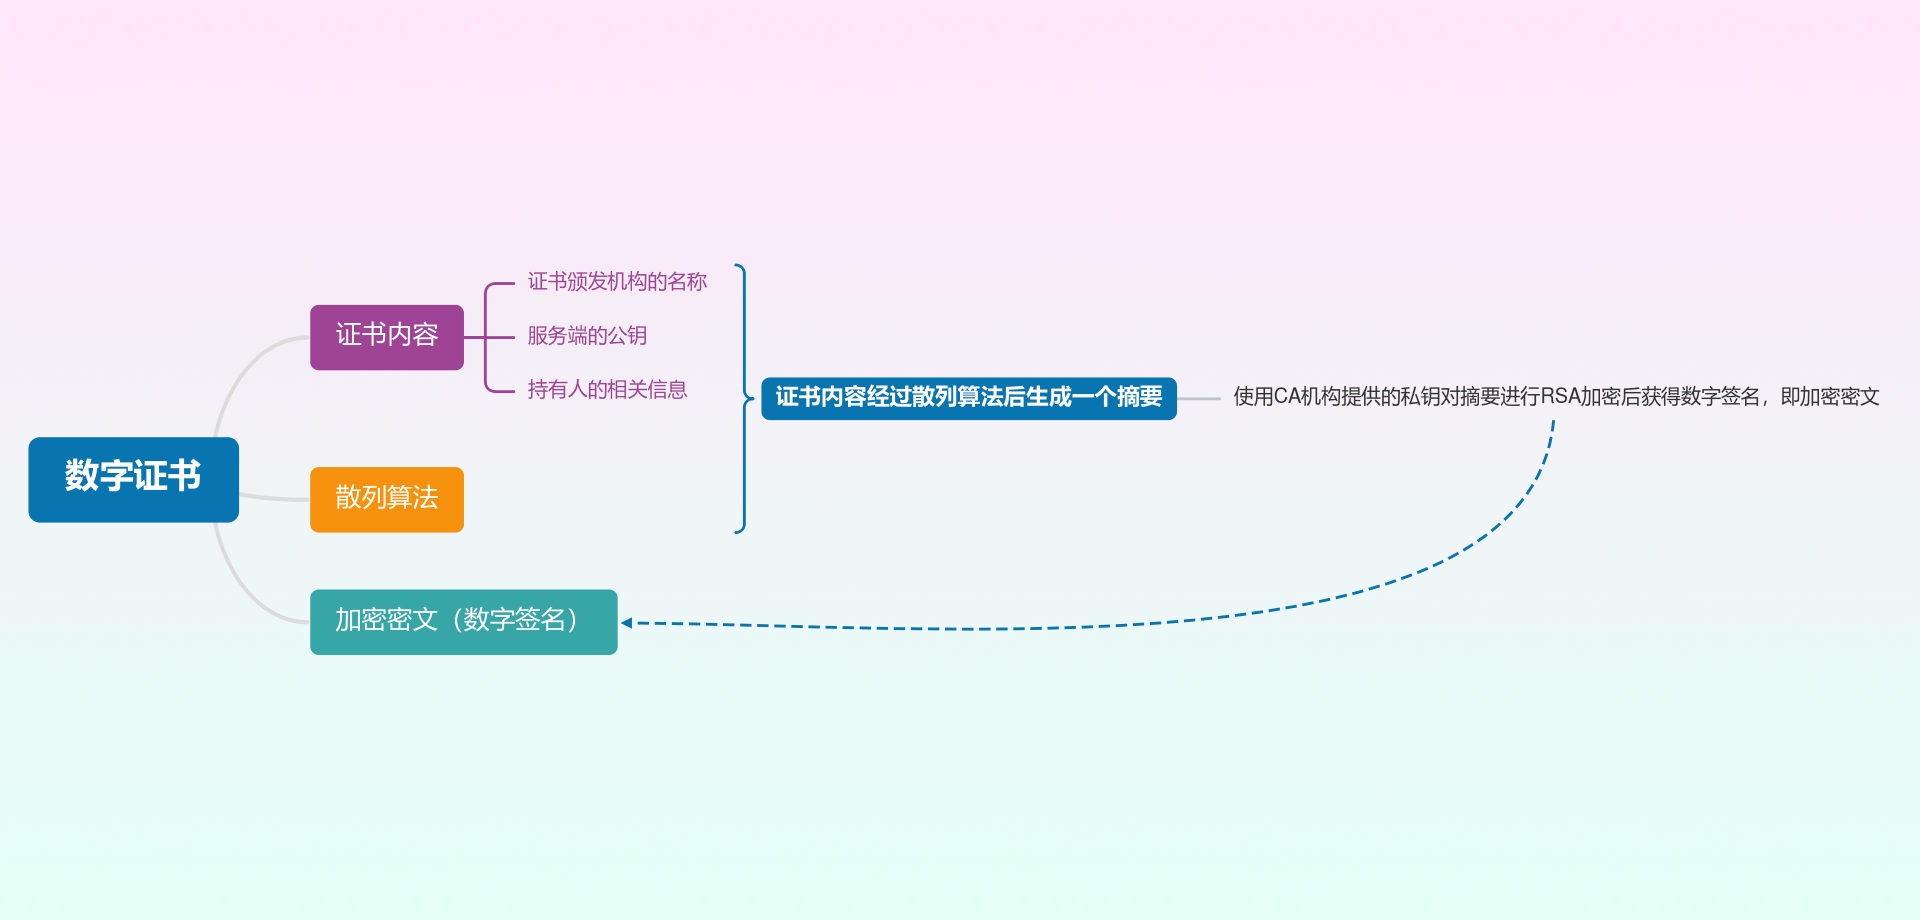 数字证书
证书内容
证书颁发机构的名称
服务端的公钥
持有人的相关信息
散列算法
加密密文（数字签名）
证书内容经过散列算法后生成一个摘要
使用CA机构提供的私钥对摘要进行RSA加密后获得数字签名，即加密密文